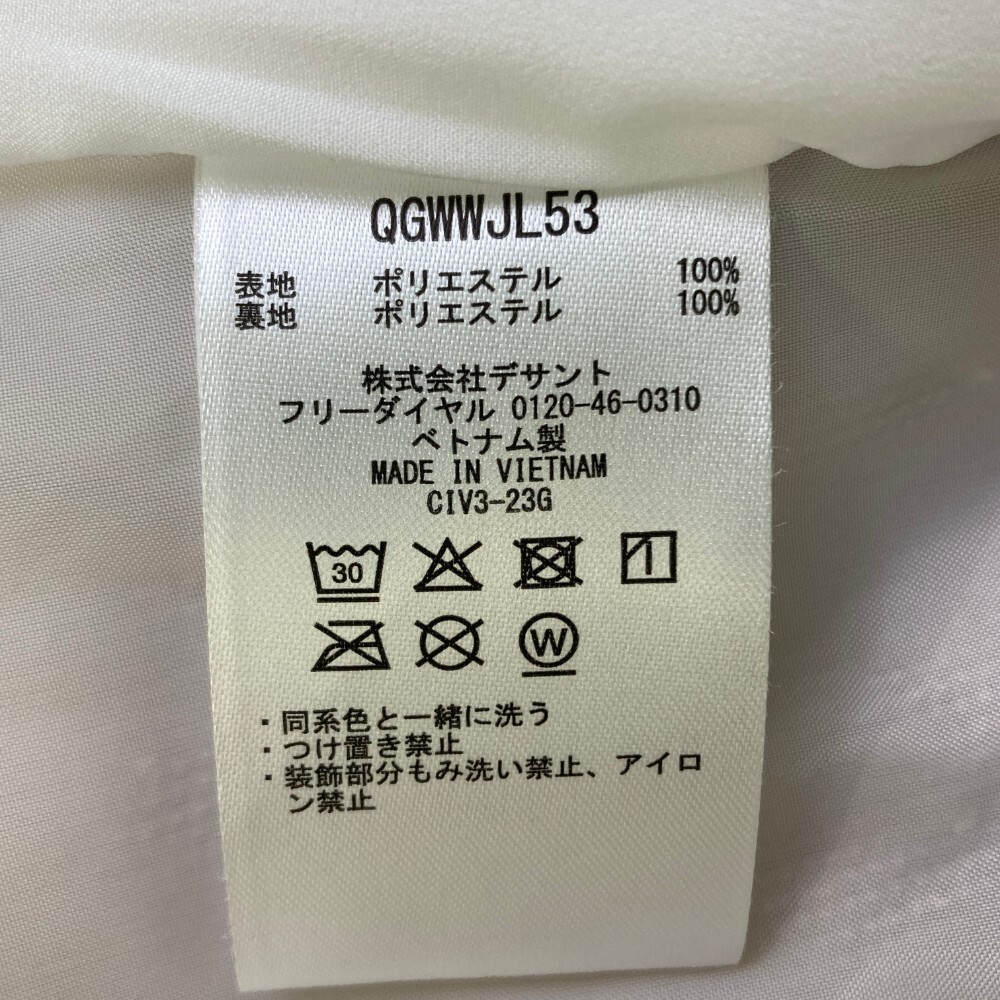 QGWWJL53
表地 ポリエステル 100%
裏地 ポリエステル 100%
株式会社デサント
フリーダイヤル 0120-46-0310
ベトナム製
MADE IN VIETNAM
CIV3-23G
30
W
・同系色と一緒に洗う
・つけ置き禁止
・装飾部分もみ洗い禁止、アイロ
ン禁止